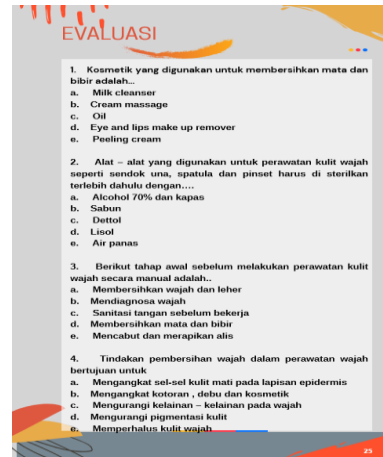 EVALUASI
1. Kosmetik yang digunakan untuk membersihkan mata dan
bibir adalah...
a. Milk cleanser
b. Cream massage
c. Oil
d. Eye and lips make up remover
e. Peeling cream
2. Alat – alat yang digunakan untuk perawatan kulit wajah
seperti sendok una, spatula dan pinset harus di sterilkan
terlebih dahulu dengan....
a. Alcohol 70% dan kapas
b. Sabun
c. Dettol
d. Lisol
e. Air panas
3. Berikut tahap awal sebelum melakukan perawatan kulit
wajah secara manual adalah..
a. Membersihkan wajah dan leher
b. Mendiagnosa wajah
c. Sanitasi tangan sebelum bekerja
d. Membersihkan mata dan bibir
e. Mencabut dan merapikan alis
4. Tindakan pembersihan wajah dalam perawatan wajah
bertujuan untuk
a. Mengangkat sel-sel kulit mati pada lapisan epidermis
b. Mengangkat kotoran , debu dan kosmetik
c. Mengurangi kelainan – kelainan pada wajah
d. Mengurangi pigmentasi kulit
e. Memperhalus kulit wajah
25